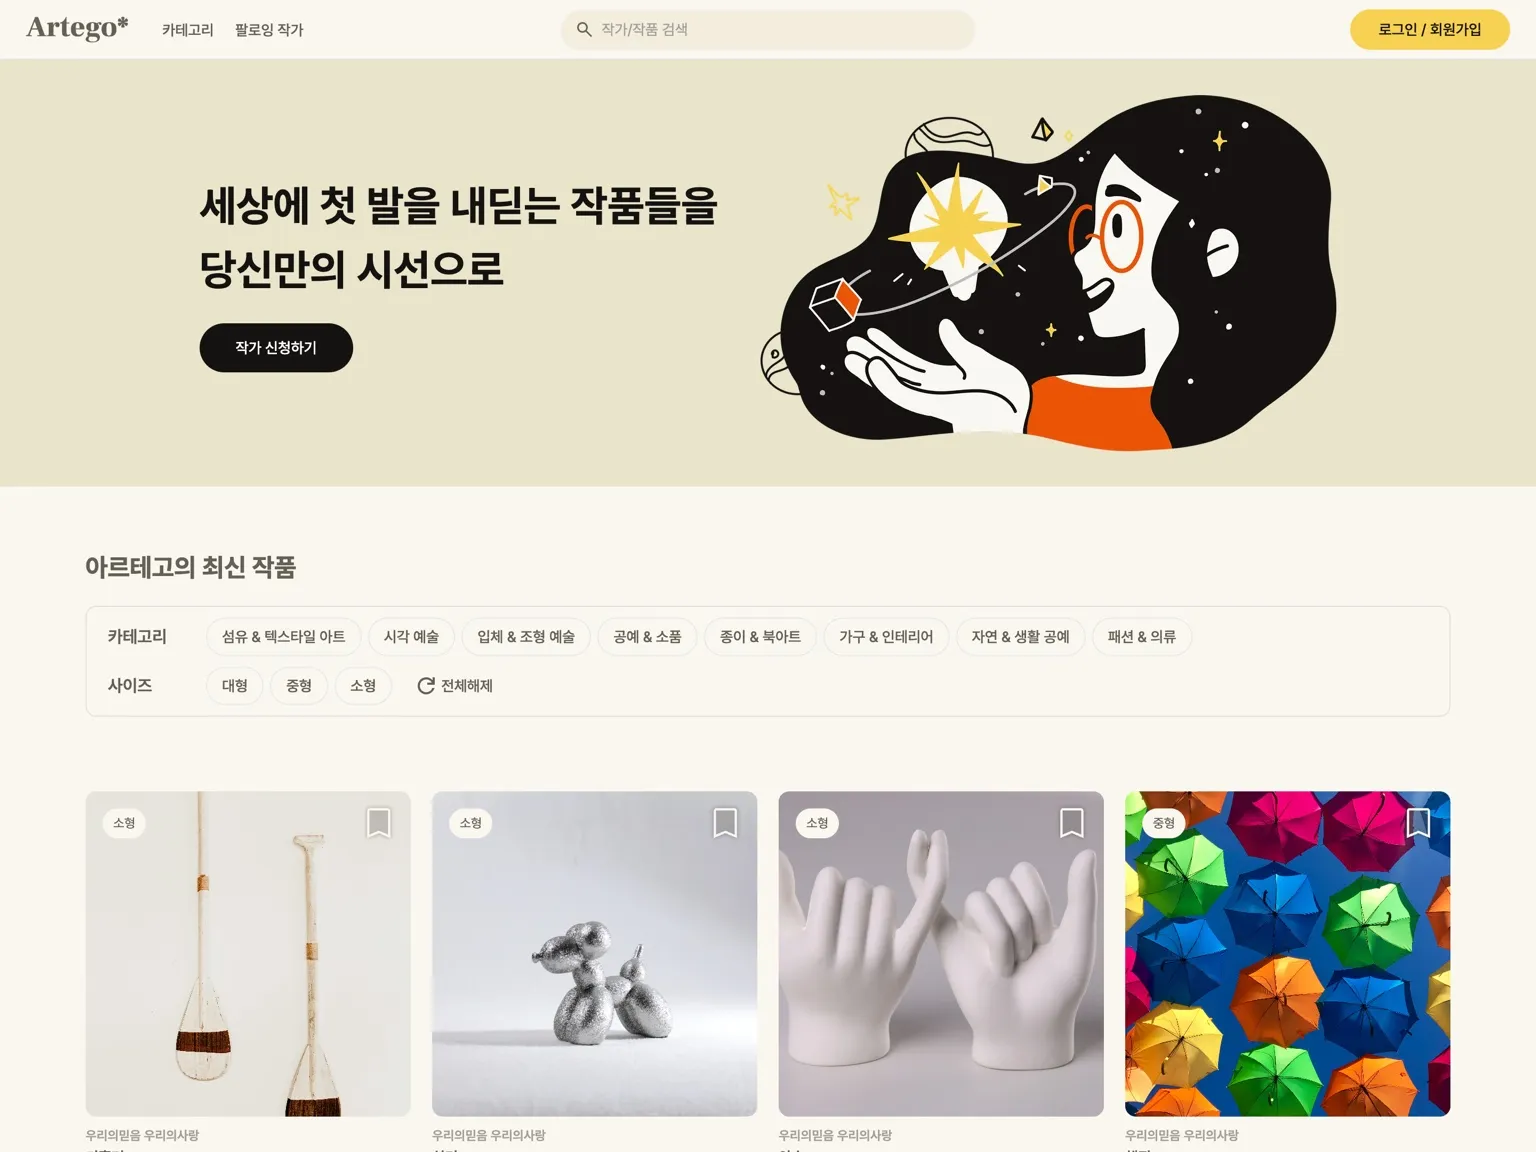 Artego*
카테고리
팔로잉 작가
작가/작품 검색
로그인 / 회원가입
세상에 첫 발을 내딛는 작품들을
당신만의 시선으로
작가 신청하기
아르테고의 최신 작품
카테고리
섬유 & 텍스타일 아트
시각 예술
입체 & 조형 예술
공예 & 소품
종이 & 북아트
가구 & 인테리어
자연 & 생활 공예
패션 & 의류
사이즈
대형
중형
소형
전체해제
소형
소형
소형
중형
우리의믿음 우리의사랑
우리의믿음 우리의사랑
우리의믿음 우리의사랑
우리의믿음 우리의사랑